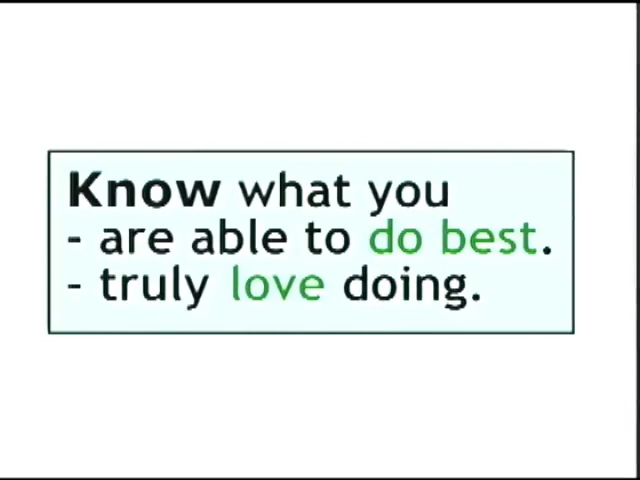 Know what you
- are able to do best.
- truly love doing.